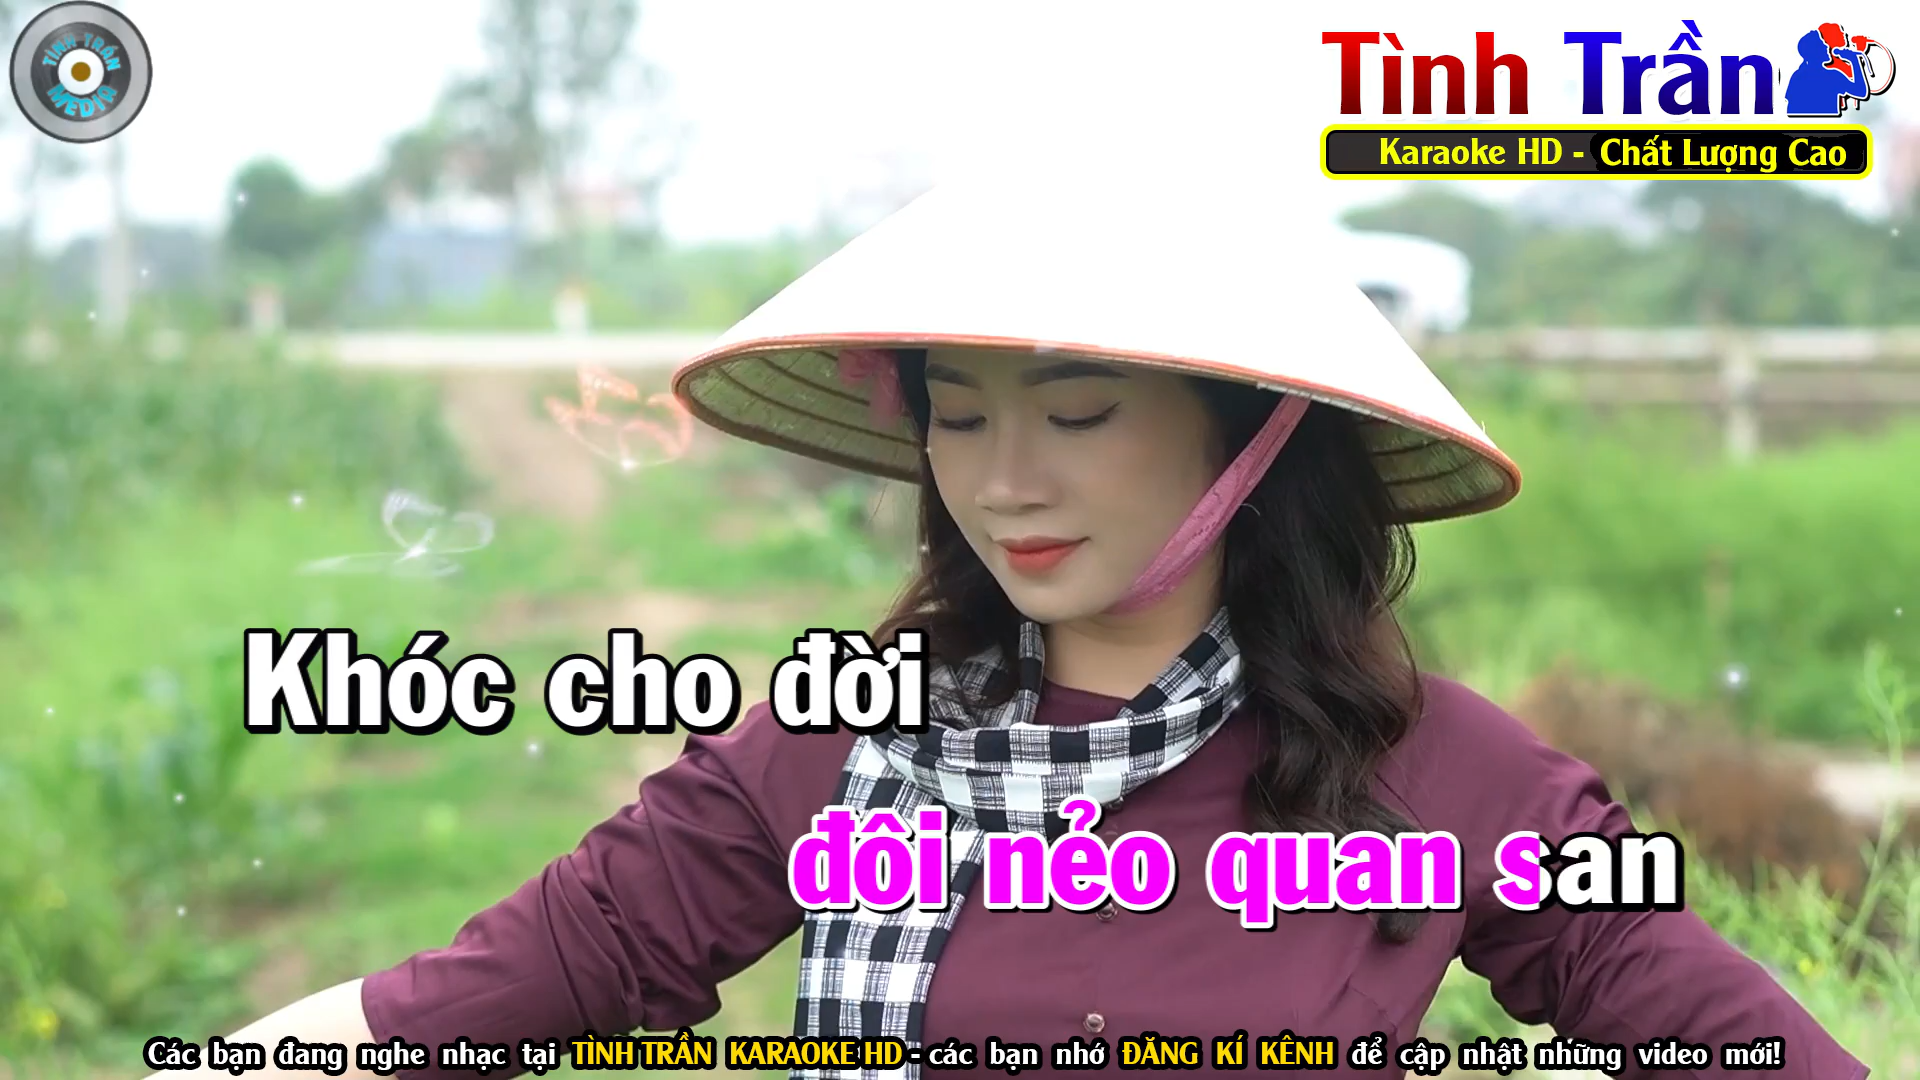 TÌNH TRẦN
MEDIA
Tình Trần
Karaoke HD - Chất Lượng Cao
Khóc cho đời
đôi nẻo quan san
Các bạn đang nghe nhạc tại TÌNH TRẦN KARAOKE HD - các bạn nhớ ĐĂNG KÍ KÊNH để cập nhật những video mới!